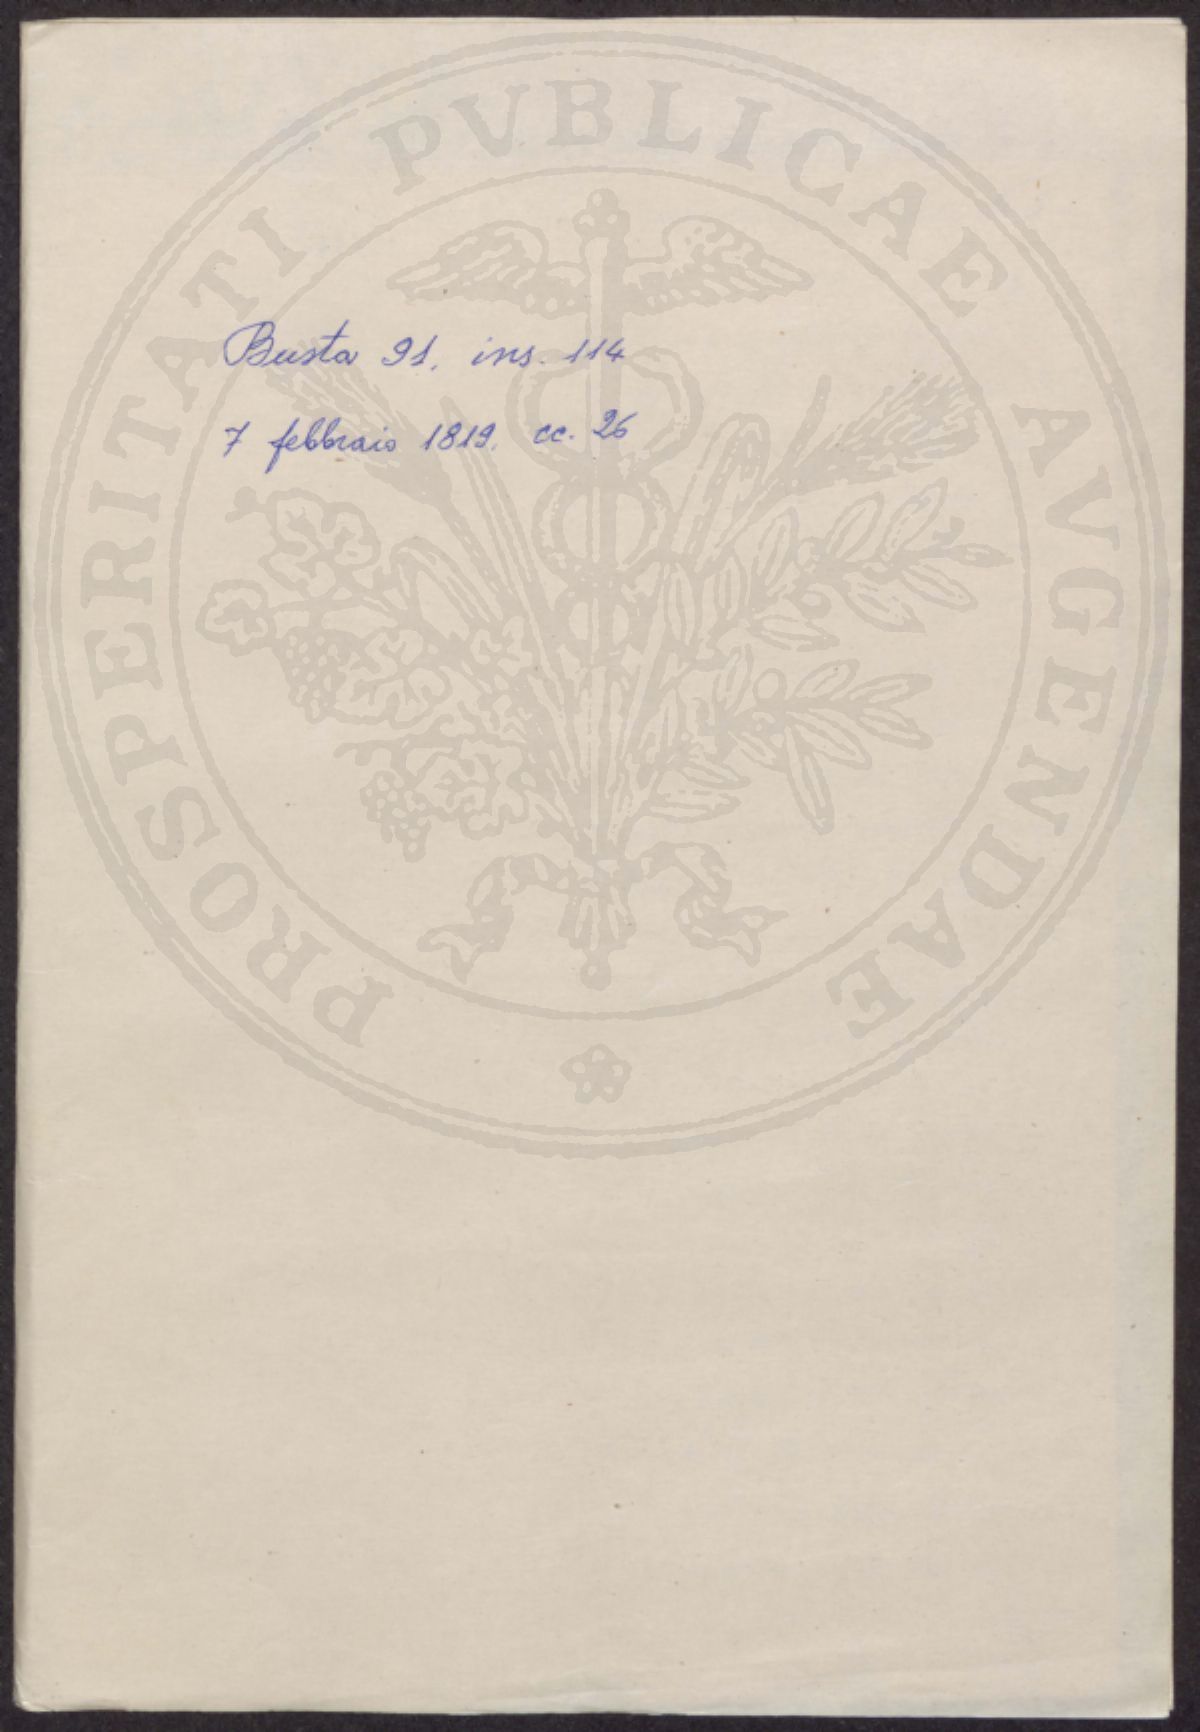 PROSPERITATI PVBLICAE AVGENDAE
Busta 91. ins. 114
7 febbraio 1819. cc. 26